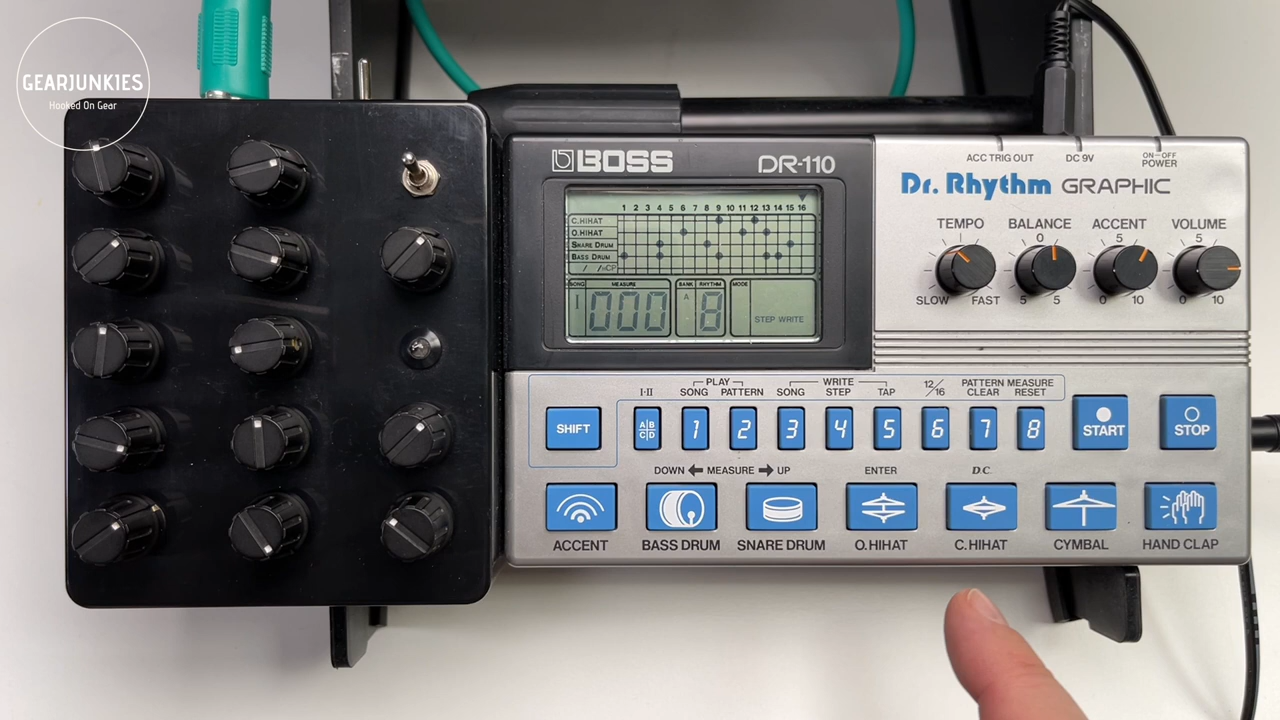 GEARJUNKIES
Hooked On Gear
BOSS DR-110
1 2 3 4 5 6 7 8 9 10 11 12 13 14 15 16
C.HIHAT
O.HIHAT
SNARE DRUM
BASS DRUM
SONG MEASURE BANK RHYTHM MODE
I 000 A 8
STEP WRITE
ACC TRIG OUT DC 9V ON-OFF
POWER
Dr. Rhythm GRAPHIC
TEMPO BALANCE ACCENT VOLUME
0 5 5
SLOW FAST 5 5 0 10 0 10
PLAY WRITE
I·II SONG PATTERN SONG STEP TAP 12/16 PATTERN CLEAR MEASURE RESET
SHIFT A B C D 1 2 3 4 5 6 7 8 START STOP
DOWN MEASURE UP ENTER D.C.
ACCENT BASS DRUM SNARE DRUM O.HIHAT C.HIHAT CYMBAL HAND CLAP